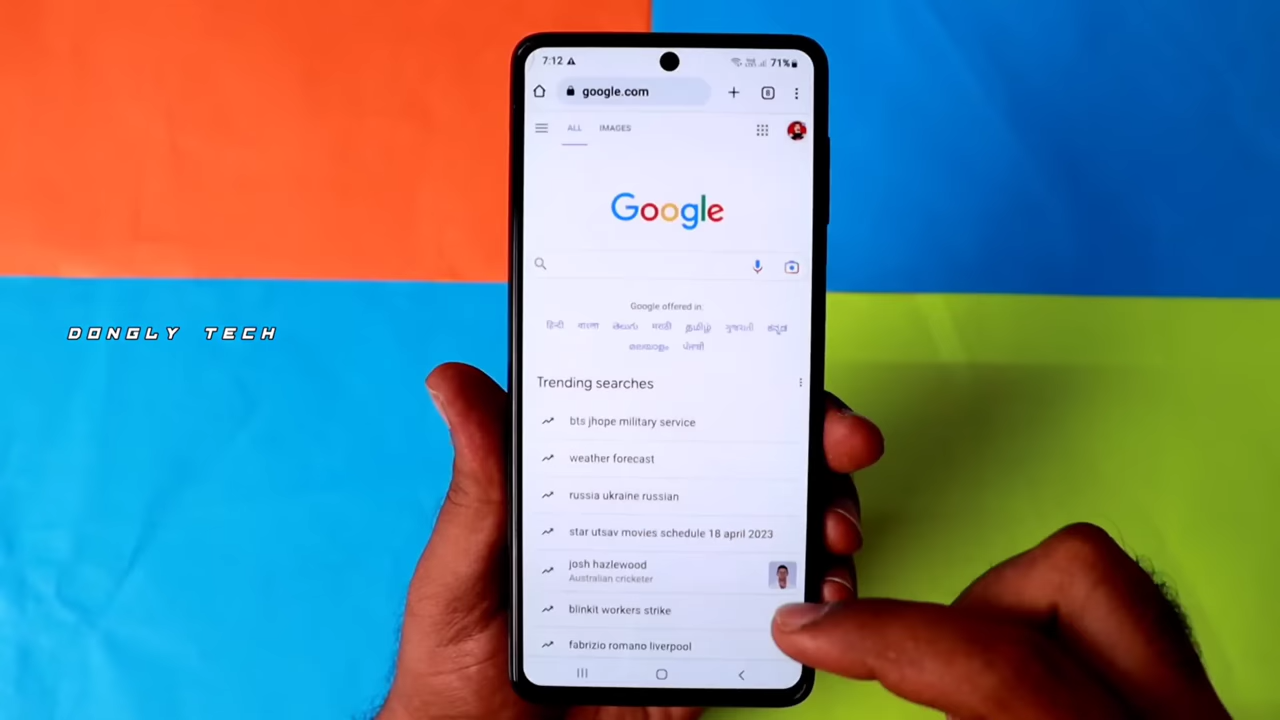 7:12
71%
google.com
8
ALL IMAGES
Google
Google offered in:
हिन्दी বাংলা తెలుగు मराठी தமிழ் ગુજરાતી ಕನ್ನಡ
മലയാളം ਪੰਜਾਬੀ
Trending searches
bts jhope military service
weather forecast
russia ukraine russian
star utsav movies schedule 18 april 2023
josh hazlewood
Australian cricketer
blinkit workers strike
fabrizio romano liverpool
DONGLY TECH